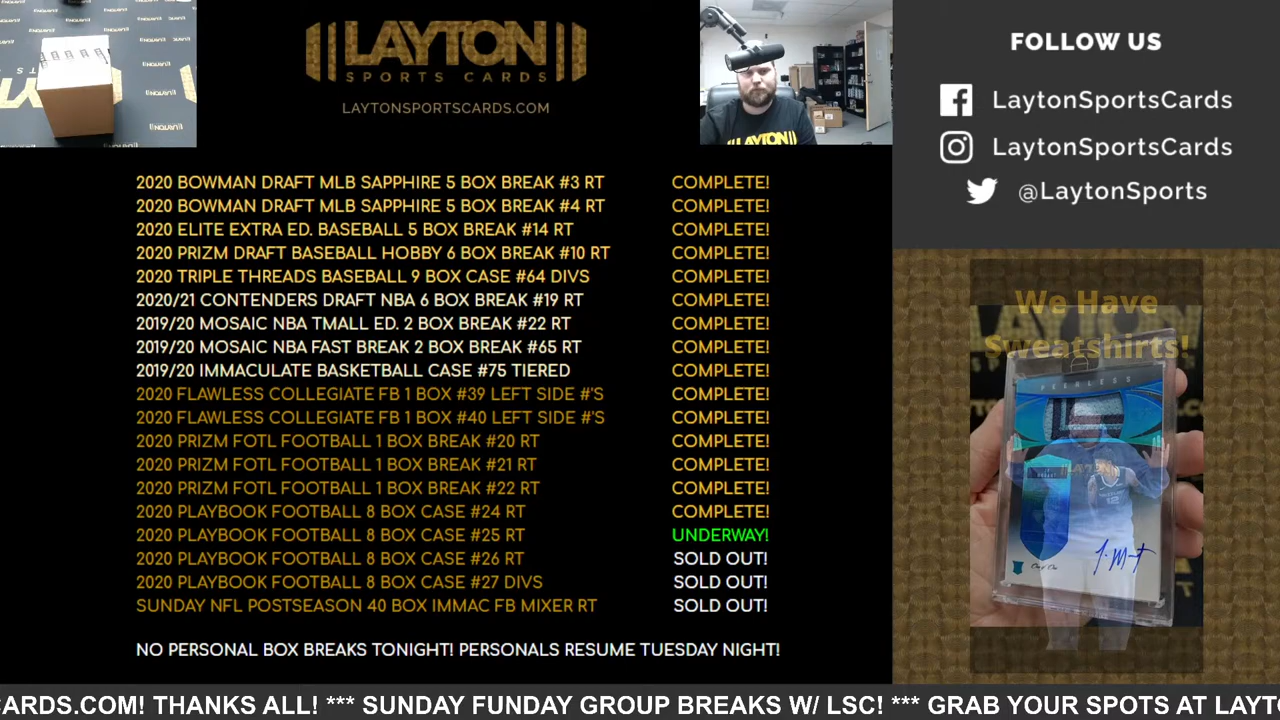 LAYTON
SPORTS CARDS
LAYTONSPORTSCARDS.COM
LAYTON
FOLLOW US
LaytonSportsCards
LaytonSportsCards
@LaytonSports
2020 BOWMAN DRAFT MLB SAPPHIRE 5 BOX BREAK #3 RT COMPLETE!
2020 BOWMAN DRAFT MLB SAPPHIRE 5 BOX BREAK #4 RT COMPLETE!
2020 ELITE EXTRA ED. BASEBALL 5 BOX BREAK #14 RT COMPLETE!
2020 PRIZM DRAFT BASEBALL HOBBY 6 BOX BREAK #10 RT COMPLETE!
2020 TRIPLE THREADS BASEBALL 9 BOX CASE #64 DIVS COMPLETE!
2020/21 CONTENDERS DRAFT NBA 6 BOX BREAK #19 RT COMPLETE!
2019/20 MOSAIC NBA TMALL ED. 2 BOX BREAK #22 RT COMPLETE!
2019/20 MOSAIC NBA FAST BREAK 2 BOX BREAK #65 RT COMPLETE!
2019/20 IMMACULATE BASKETBALL CASE #75 TIERED COMPLETE!
2020 FLAWLESS COLLEGIATE FB 1 BOX #39 LEFT SIDE #'S COMPLETE!
2020 FLAWLESS COLLEGIATE FB 1 BOX #40 LEFT SIDE #'S COMPLETE!
2020 PRIZM FOTL FOOTBALL 1 BOX BREAK #20 RT COMPLETE!
2020 PRIZM FOTL FOOTBALL 1 BOX BREAK #21 RT COMPLETE!
2020 PRIZM FOTL FOOTBALL 1 BOX BREAK #22 RT COMPLETE!
2020 PLAYBOOK FOOTBALL 8 BOX CASE #24 RT COMPLETE!
2020 PLAYBOOK FOOTBALL 8 BOX CASE #25 RT UNDERWAY!
2020 PLAYBOOK FOOTBALL 8 BOX CASE #26 RT SOLD OUT!
2020 PLAYBOOK FOOTBALL 8 BOX CASE #27 DIVS SOLD OUT!
SUNDAY NFL POSTSEASON 40 BOX IMMAC FB MIXER RT SOLD OUT!
NO PERSONAL BOX BREAKS TONIGHT! PERSONALS RESUME TUESDAY NIGHT!
We Have
Sweatshirts!
PEERLESS
LAYTON
12
CARDS.COM! THANKS ALL! *** SUNDAY FUNDAY GROUP BREAKS W/ LSC! *** GRAB YOUR SPOTS AT LAYT